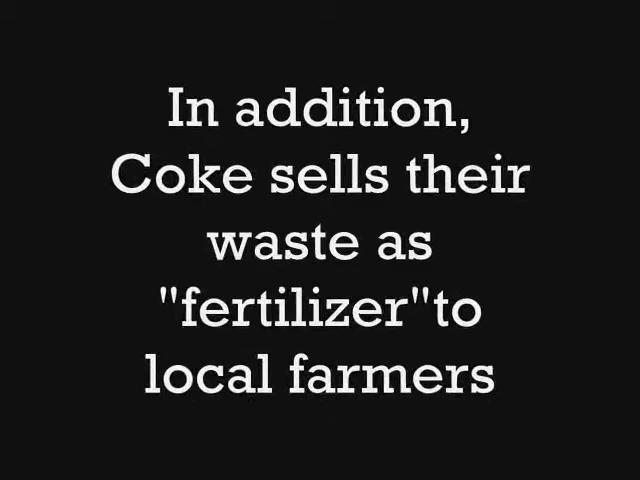 In addition,
Coke sells their
waste as
"fertilizer"to
local farmers